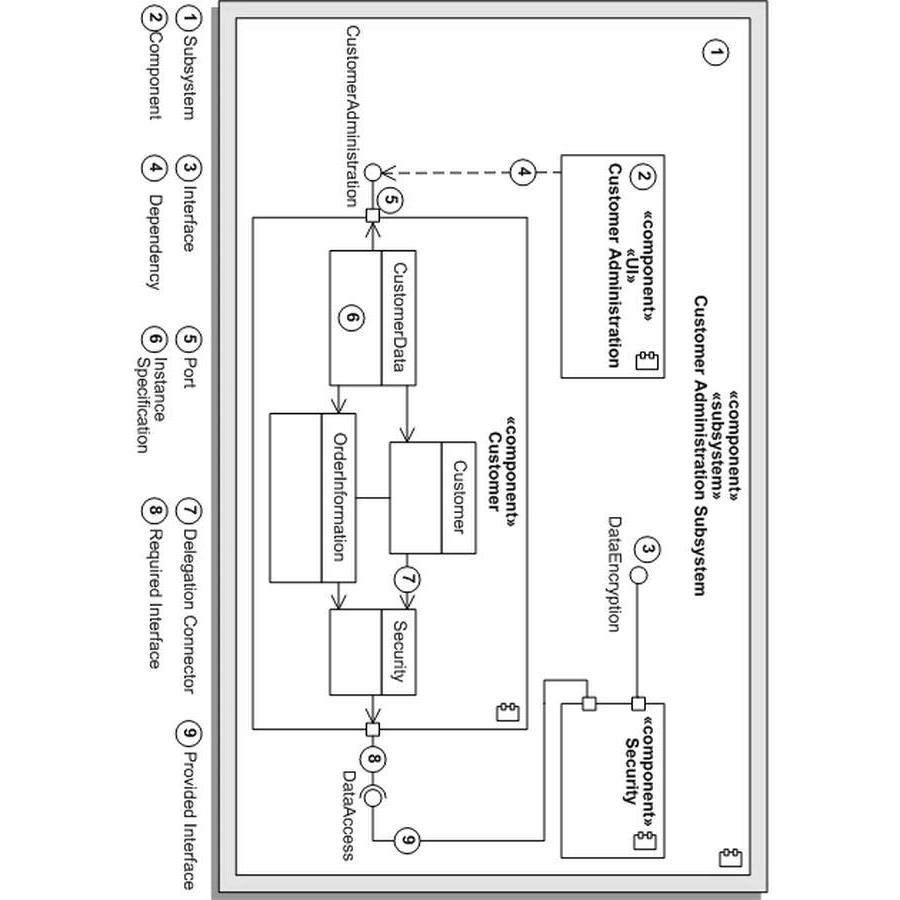 1
«component»
«subsystem»
Customer Administration Subsystem
2
«component»
«UI»
Customer Administration
3
DataEncryption
«component»
Security
4
«component»
Customer
5
CustomerAdministration
CustomerData
6
Customer
OrderInformation
7
Security
8
DataAccess
9
1 Subsystem
3 Interface
5 Port
7 Delegation Connector
9 Provided Interface
2 Component
4 Dependency
6 Instance
Specification
8 Required Interface